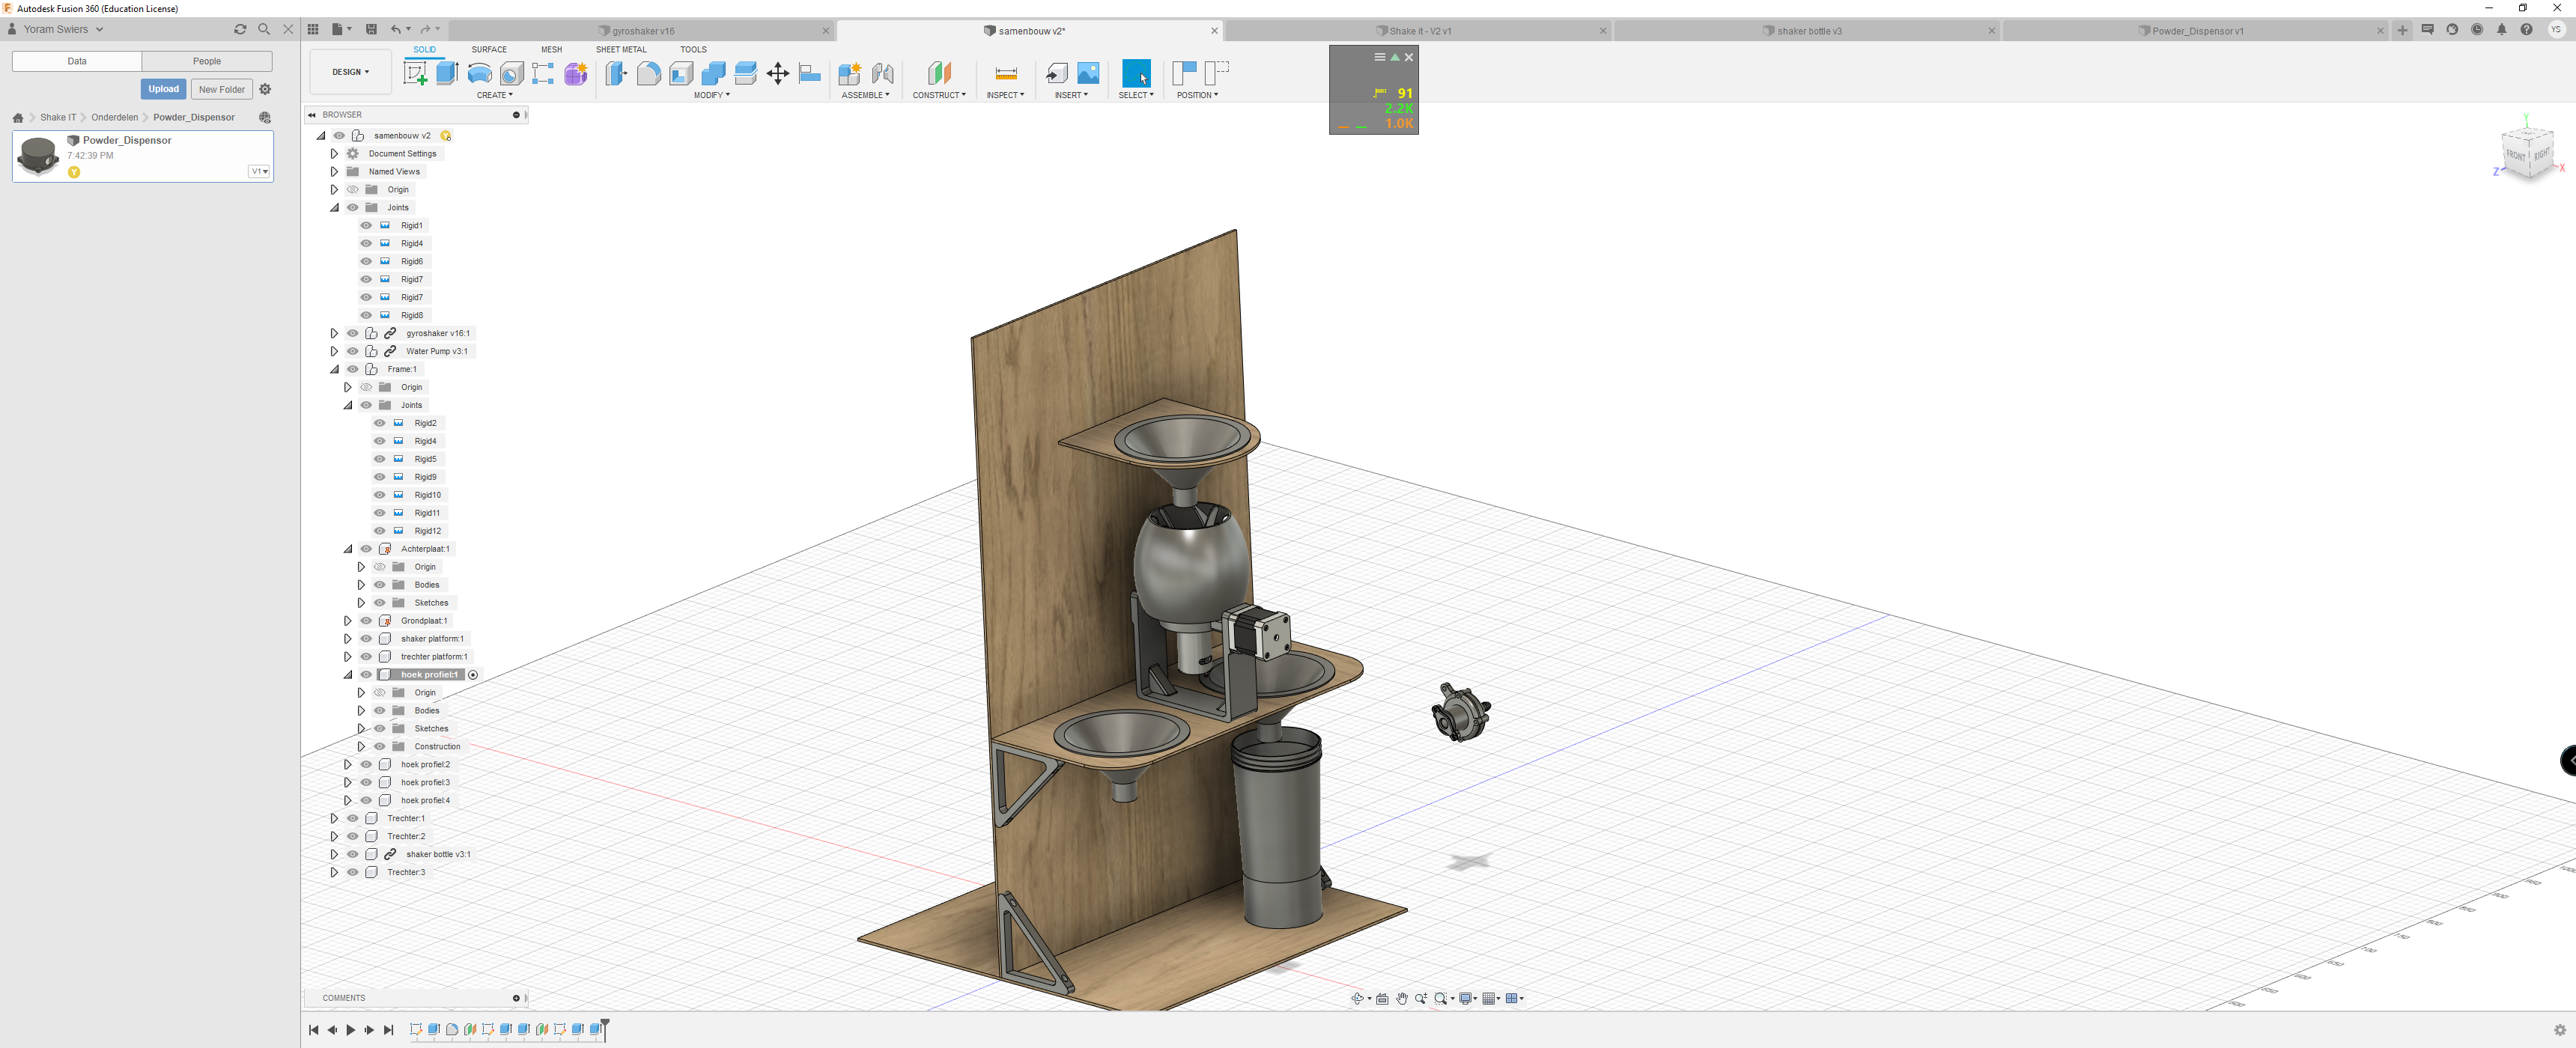 Autodesk Fusion 360 (Education License)
Yoram Swiers
gyroshaker v16
samenbouw v2*
Shake it - V2 v1
shaker bottle v3
Powder_Dispensor v1
YS
Data
People
Upload
New Folder
Shake IT
Onderdelen
Powder_Dispensor
Powder_Dispensor
7:42:39 PM
Y
V1
DESIGN
SOLID
SURFACE
MESH
SHEET METAL
TOOLS
CREATE
MODIFY
ASSEMBLE
CONSTRUCT
INSPECT
INSERT
SELECT
POSITION
91
2.2K
1.0K
Y
FRONT
RIGHT
Z
X
BROWSER
samenbouw v2
Document Settings
Named Views
Origin
Joints
Rigid1
Rigid4
Rigid6
Rigid7
Rigid7
Rigid8
gyroshaker v16:1
Water Pump v3:1
Frame:1
Origin
Joints
Rigid2
Rigid4
Rigid5
Rigid9
Rigid10
Rigid11
Rigid12
Achterplaat:1
Origin
Bodies
Sketches
Grondplaat:1
shaker platform:1
trechter platform:1
hoek profiel:1
Origin
Bodies
Sketches
Construction
hoek profiel:2
hoek profiel:3
hoek profiel:4
Trechter:1
Trechter:2
shaker bottle v3:1
Trechter:3
COMMENTS